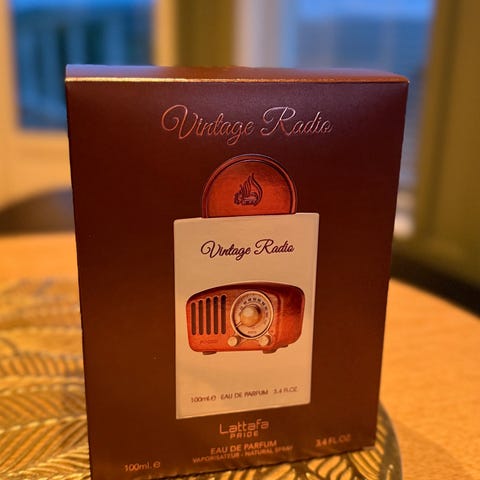 Vintage Radio
Vintage Radio
100ml ℮ EAU DE PARFUM 3.4 FL.OZ.
Lattafa
PRIDE
EAU DE PARFUM
VAPORISATEUR - NATURAL SPRAY
100ml. ℮ 3.4 FL.OZ